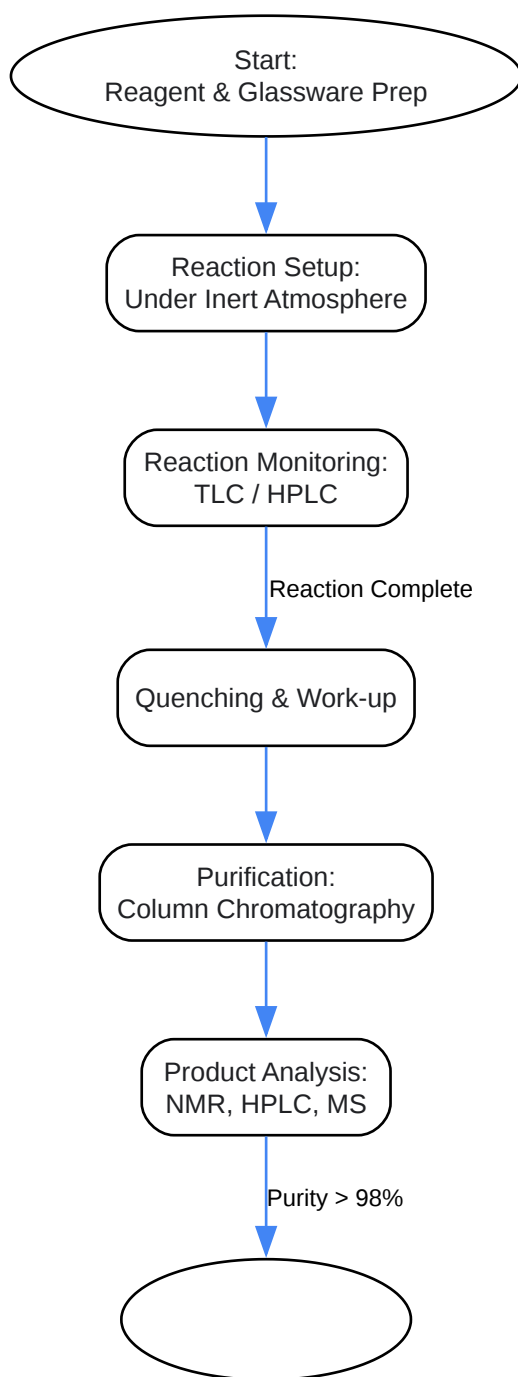 Start:
Reagent & Glassware Prep
Reaction Setup:
Under Inert Atmosphere
Reaction Monitoring:
TLC / HPLC
Reaction Complete
Quenching & Work-up
Purification:
Column Chromatography
Product Analysis:
NMR, HPLC, MS
Purity > 98%